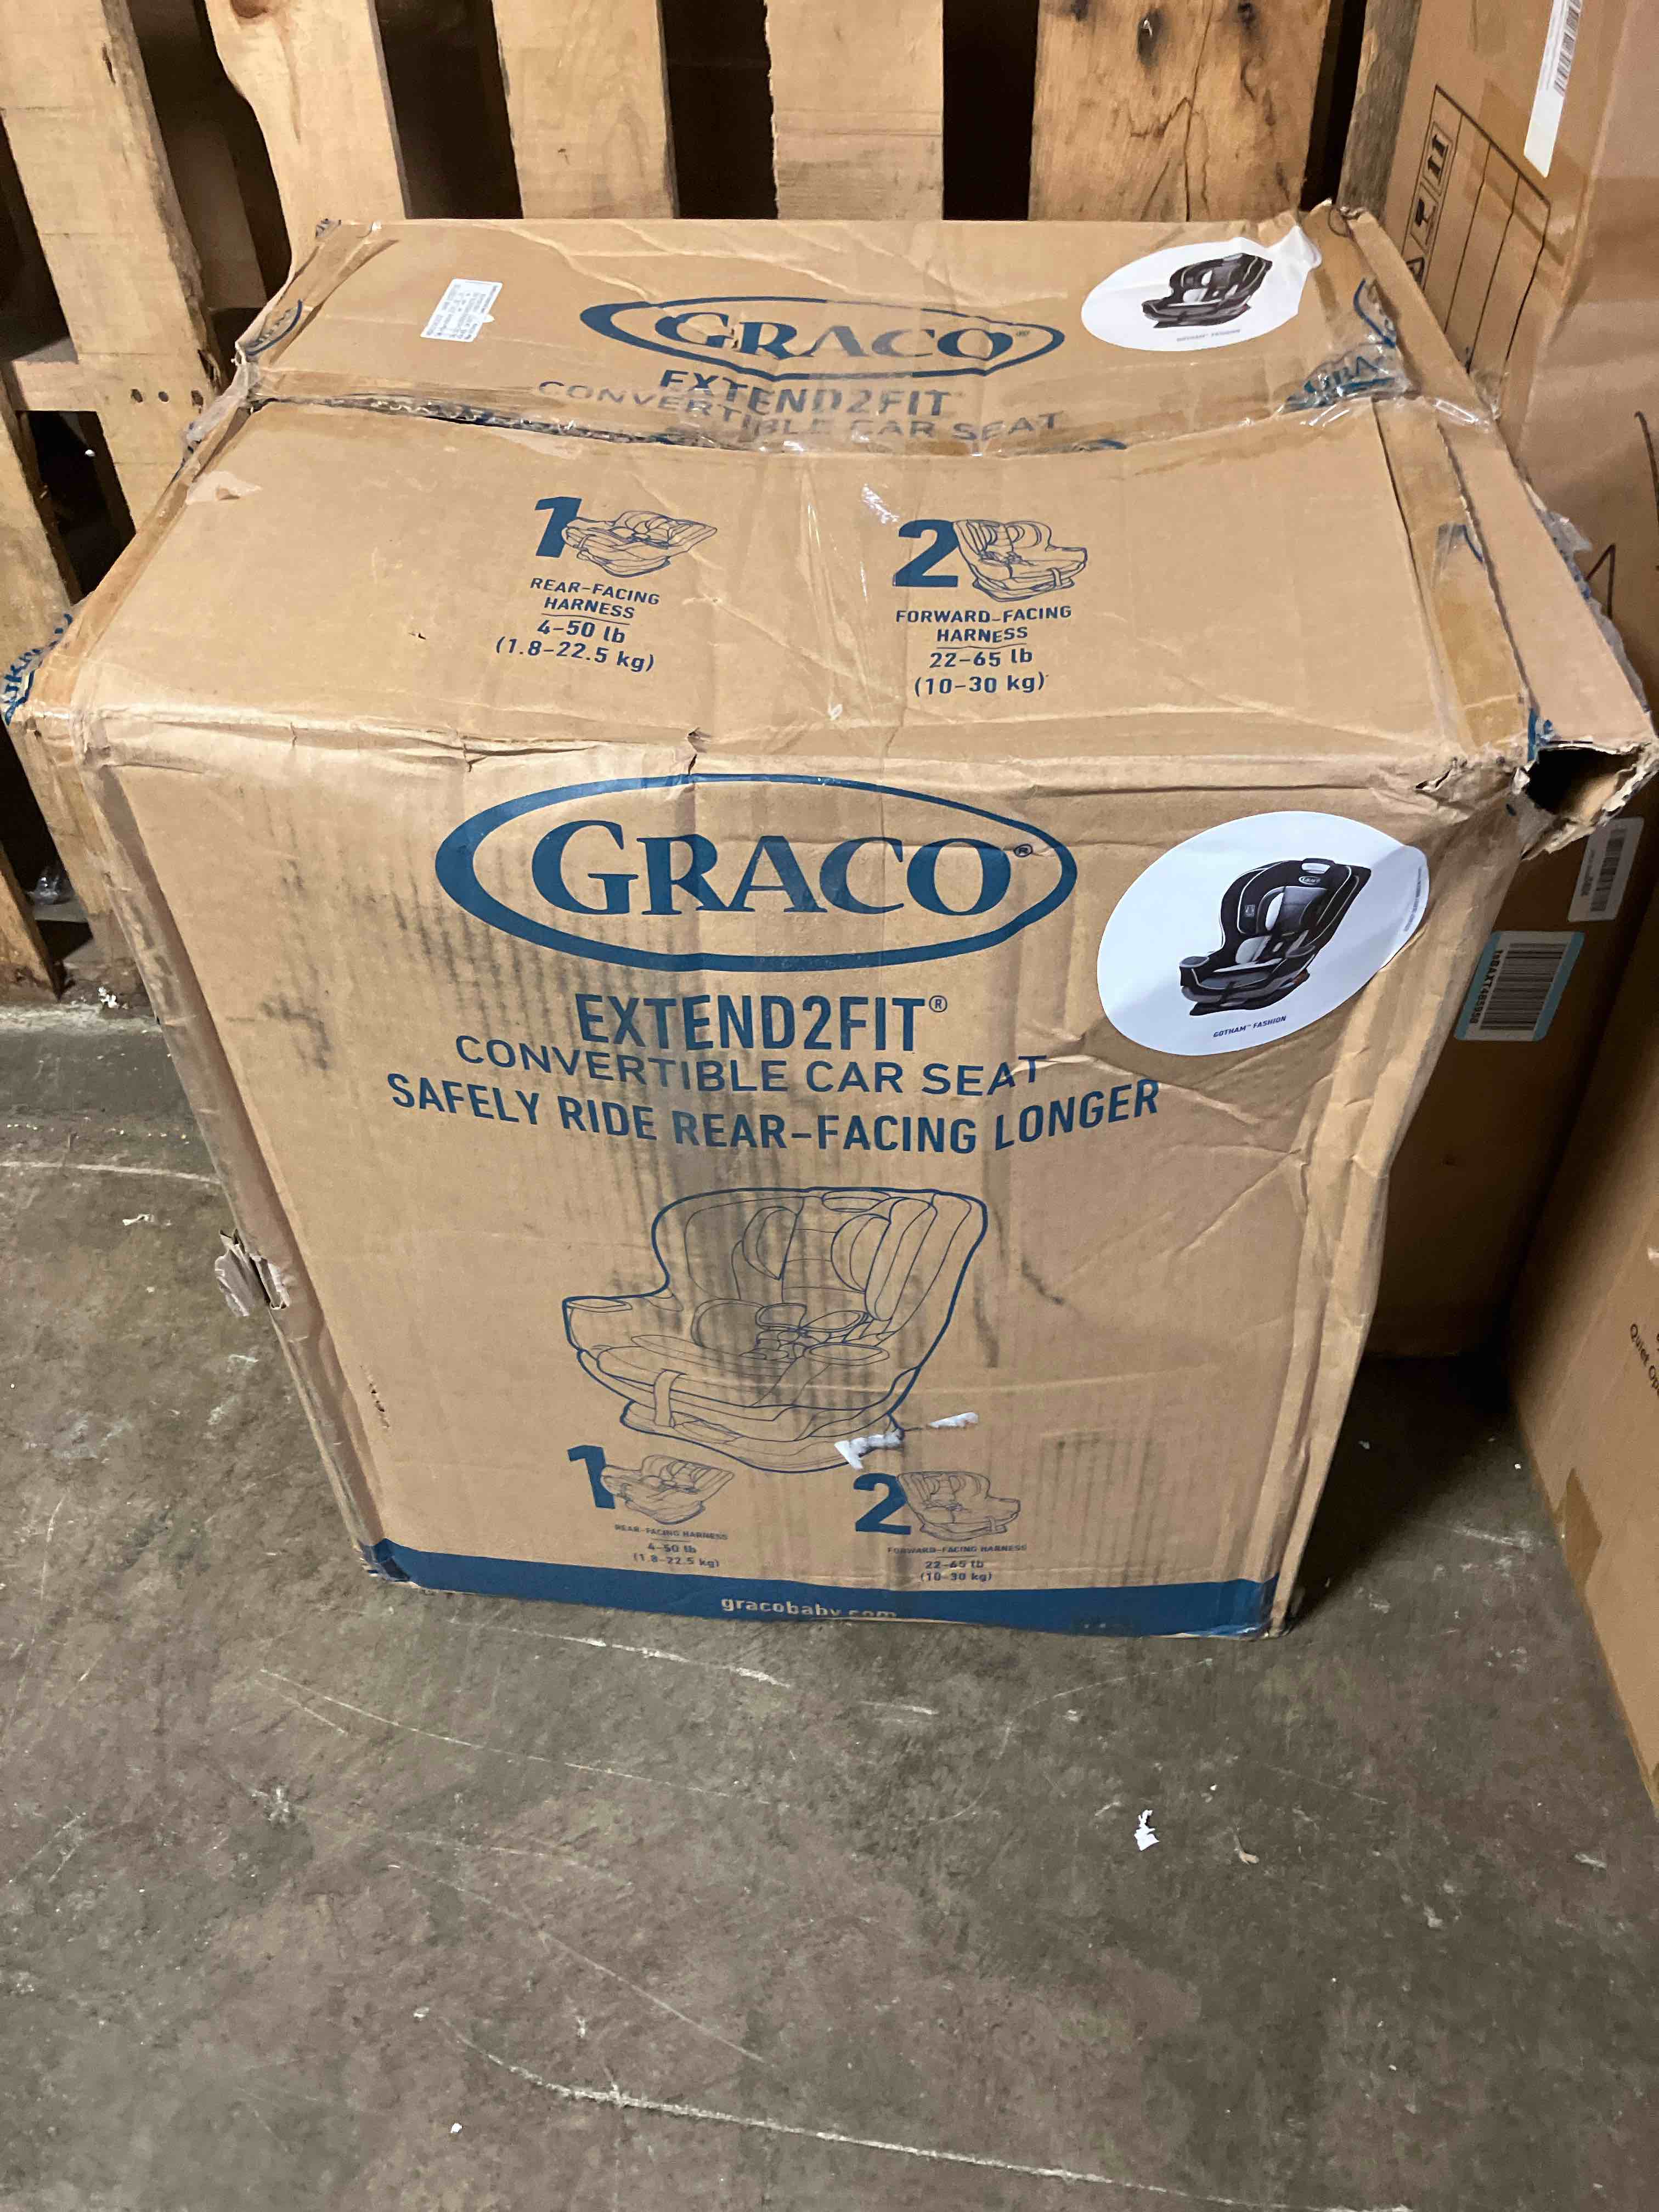 GRACO®
EXTEND2FIT
CONVERTIBLE CAR SEAT
1
REAR-FACING
HARNESS
4-50 lb
(1.8-22.5 kg)
2
FORWARD-FACING
HARNESS
22-65 lb
(10-30 kg)
GRACO®
EXTEND2FIT®
CONVERTIBLE CAR SEAT
SAFELY RIDE REAR-FACING LONGER
GOTHAM™ FASHION
1
REAR-FACING HARNESS
4-50 lb
(1.8-22.5 kg)
2
FORWARD-FACING HARNESS
22-65 lb
(10-30 kg)
gracobaby.com